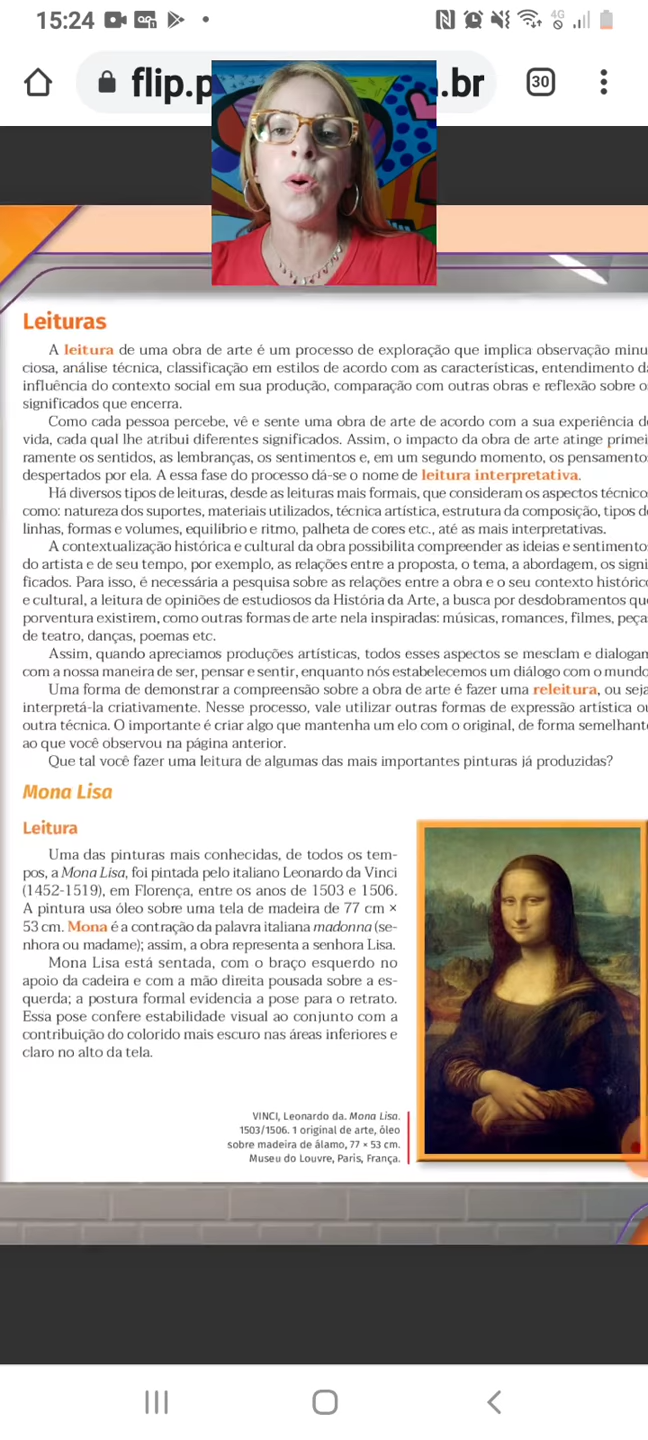 15:24
4G
flip.p .br
30
Leituras
A leitura de uma obra de arte é um processo de exploração que implica observação minu
ciosa, análise técnica, classificação em estilos de acordo com as características, entendimento d
influência do contexto social em sua produção, comparação com outras obras e reflexão sobre o
significados que encerra.
Como cada pessoa percebe, vê e sente uma obra de arte de acordo com a sua experiência d
vida, cada qual lhe atribui diferentes significados. Assim, o impacto da obra de arte atinge primei
ramente os sentidos, as lembranças, os sentimentos e, em um segundo momento, os pensamento
despertados por ela. A essa fase do processo dá-se o nome de leitura interpretativa.
Há diversos tipos de leituras, desde as leituras mais formais, que consideram os aspectos técnico
como: natureza dos suportes, materiais utilizados, técnica artística, estrutura da composição, tipos d
linhas, formas e volumes, equilíbrio e ritmo, palheta de cores etc., até as mais interpretativas.
A contextualização histórica e cultural da obra possibilita compreender as ideias e sentimento
do artista e de seu tempo, por exemplo, as relações entre a proposta, o tema, a abordagem, os signi
ficados. Para isso, é necessária a pesquisa sobre as relações entre a obra e o seu contexto históric
e cultural, a leitura de opiniões de estudiosos da História da Arte, a busca por desdobramentos qu
porventura existirem, como outras formas de arte nela inspiradas: músicas, romances, filmes, peça
de teatro, danças, poemas etc.
Assim, quando apreciamos produções artísticas, todos esses aspectos se mesclam e dialogam
com a nossa maneira de ser, pensar e sentir, enquanto nós estabelecemos um diálogo com o mundo
Uma forma de demonstrar a compreensão sobre a obra de arte é fazer uma releitura, ou seja
interpretá-la criativamente. Nesse processo, vale utilizar outras formas de expressão artística ou
outra técnica. O importante é criar algo que mantenha um elo com o original, de forma semelhant
ao que você observou na página anterior.
Que tal você fazer uma leitura de algumas das mais importantes pinturas já produzidas?
Mona Lisa
Leitura
Uma das pinturas mais conhecidas, de todos os tem-
pos, a Mona Lisa, foi pintada pelo italiano Leonardo da Vinci
(1452-1519), em Florença, entre os anos de 1503 e 1506.
A pintura usa óleo sobre uma tela de madeira de 77 cm ×
53 cm. Mona é a contração da palavra italiana madonna (se-
nhora ou madame); assim, a obra representa a senhora Lisa.
Mona Lisa está sentada, com o braço esquerdo no
apoio da cadeira e com a mão direita pousada sobre a es-
querda; a postura formal evidencia a pose para o retrato.
Essa pose confere estabilidade visual ao conjunto com a
contribuição do colorido mais escuro nas áreas inferiores e
claro no alto da tela.
VINCI, Leonardo da. Mona Lisa.
1503/1506. 1 original de arte, óleo
sobre madeira de álamo, 77 × 53 cm.
Museu do Louvre, Paris, França.